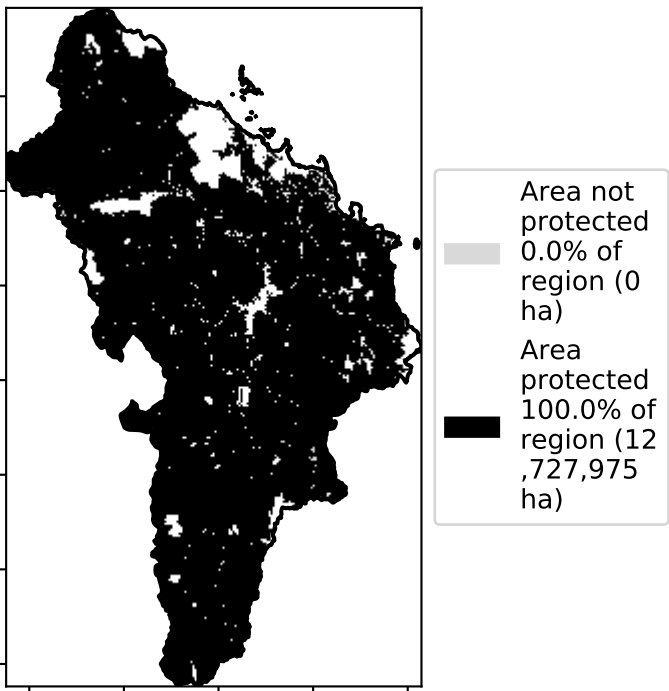 Area not
protected
0.0% of
region (0
ha)
Area
protected
100.0% of
region (12
,727,975
ha)